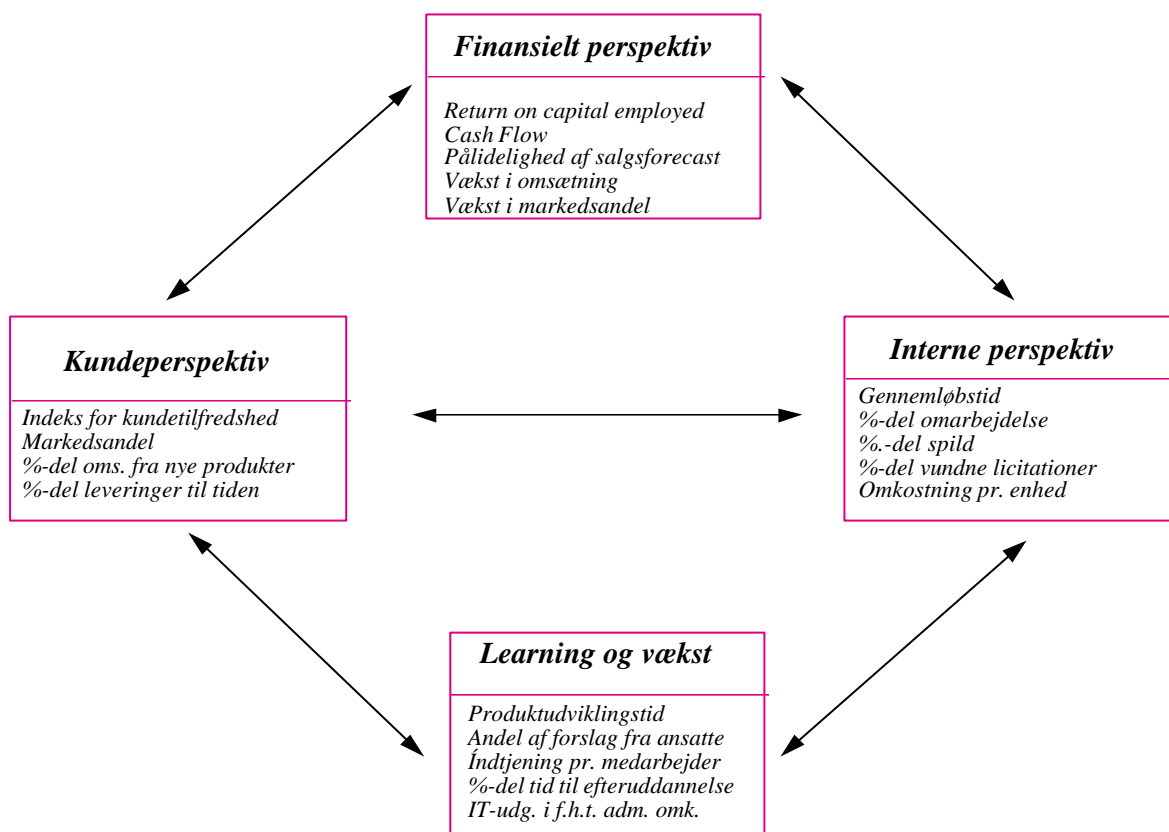 Finansielt perspektiv
Return on capital employed
Cash Flow
Pålidelighed af salgsforecast
Vækst i omsætning
Vækst i markedsandel
Kundeperspektiv
Indeks for kundetilfredshed
Markedsandel
%-del oms. fra nye produkter
%-del leveringer til tiden
Interne perspektiv
Gennemløbstid
%-del omarbejdelse
%.-del spild
%-del vundne licitationer
Omkostning pr. enhed
Learning og vækst
Produktudviklingstid
Andel af forslag fra ansatte
Índtjening pr. medarbejder
%-del tid til efteruddannelse
IT-udg. i f.h.t. adm. omk.